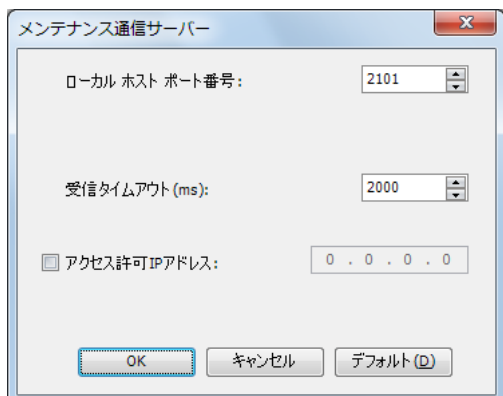 メンテナンス通信サーバー
ローカル ホスト ポート番号: 2101
受信タイムアウト(ms): 2000
アクセス許可IPアドレス: 0 . 0 . 0 . 0
OK キャンセル デフォルト(D)